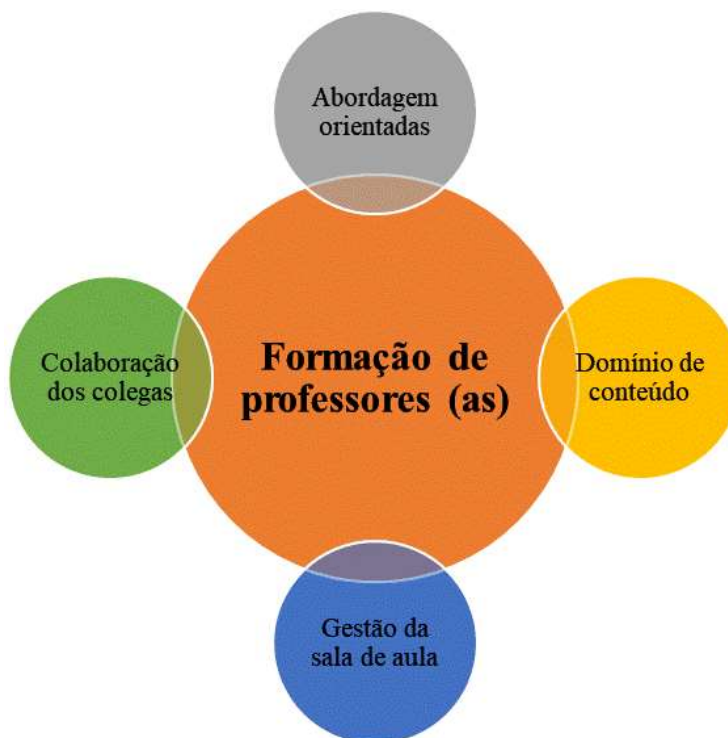 Abordagem
orientadas
Colaboração
dos colegas
Formação de
professores (as)
Domínio de
conteúdo
Gestão da
sala de aula